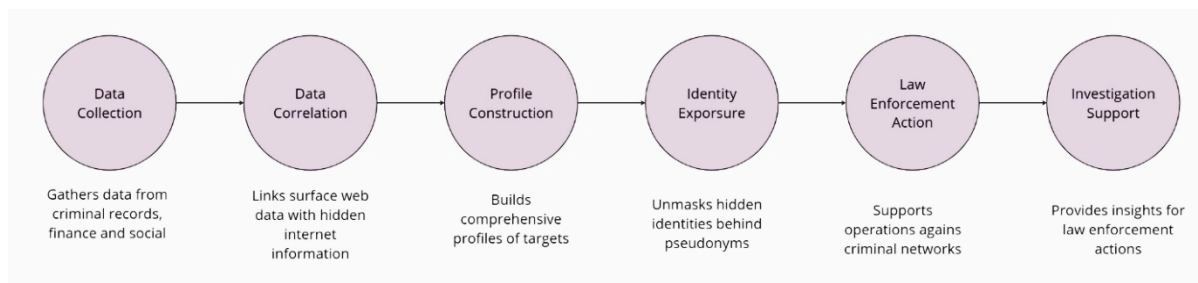 Data
Collection
Data
Correlation
Profile
Construction
Identity
Exporsure
Law
Enforcement
Action
Investigation
Support
Gathers data from
criminal records,
finance and social
Links surface web
data with hidden
internet
information
Builds
comprehensive
profiles of targets
Unmasks hidden
identities behind
pseudonyms
Supports
operations agains
criminal networks
Provides insights for
law enforcement
actions